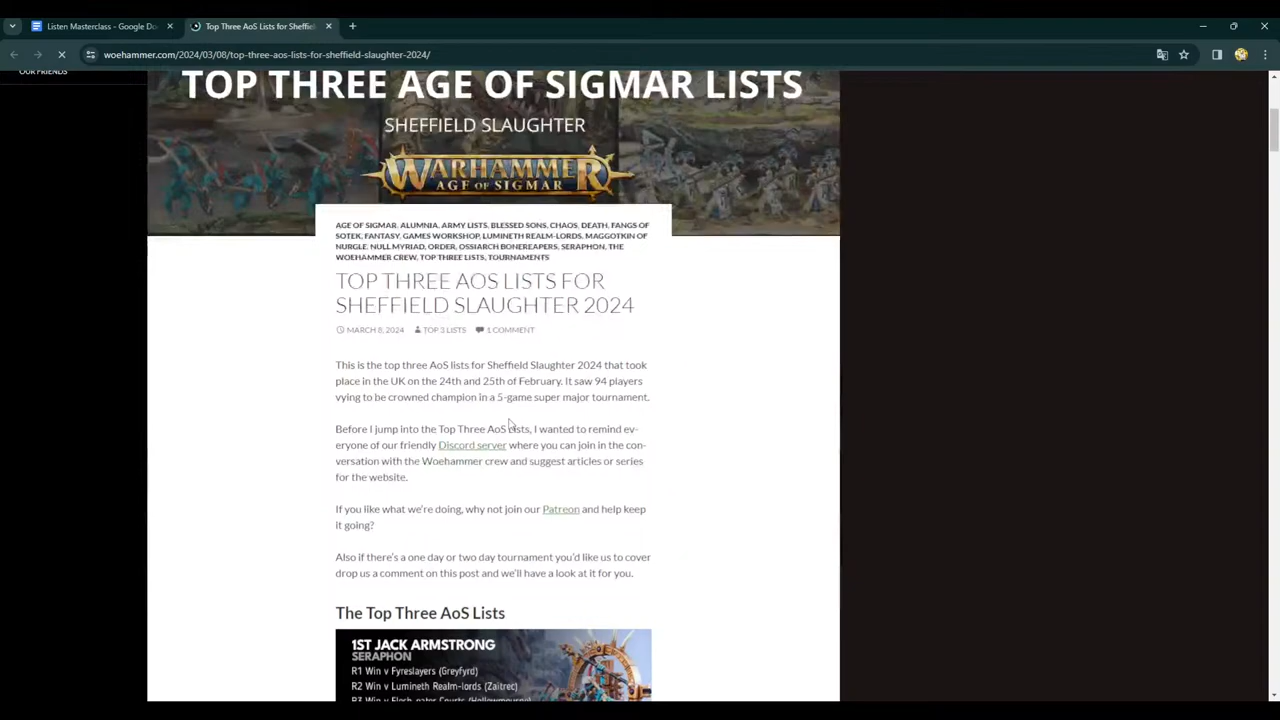 Listen Masterclass - Google Do
Top Three AoS Lists for Sheffiel
woehammer.com/2024/03/08/top-three-aos-lists-for-sheffield-slaughter-2024/
OUR FRIENDS
TOP THREE AGE OF SIGMAR LISTS
SHEFFIELD SLAUGHTER
WARHAMMER
AGE OF SIGMAR
AGE OF SIGMAR, ALUMNIA, ARMY LISTS, BLESSED SONS, CHAOS, DEATH, FANGS OF
SOTEK, FANTASY, GAMES WORKSHOP, LUMINETH REALM-LORDS, MAGGOTKIN OF
NURGLE, NULL MYRIAD, ORDER, OSSIARCH BONEREAPERS, SERAPHON, THE
WOEHAMMER CREW, TOP THREE LISTS, TOURNAMENTS
TOP THREE AOS LISTS FOR
SHEFFIELD SLAUGHTER 2024
MARCH 8, 2024 TOP 3 LISTS 1 COMMENT
This is the top three AoS lists for Sheffield Slaughter 2024 that took
place in the UK on the 24th and 25th of February. It saw 94 players
vying to be crowned champion in a 5-game super major tournament.
Before I jump into the Top Three AoS Lists, I wanted to remind ev-
eryone of our friendly Discord server where you can join in the con-
versation with the Woehammer crew and suggest articles or series
for the website.
If you like what we're doing, why not join our Patreon and help keep
it going?
Also if there's a one day or two day tournament you'd like us to cover
drop us a comment on this post and we'll have a look at it for you.
The Top Three AoS Lists
1ST JACK ARMSTRONG
SERAPHON
R1 Win v Fyreslayers (Greyfyrd)
R2 Win v Lumineth Realm-lords (Zaitrec)
R3 Win v Flesh-eater Courts (Hollowmourne)